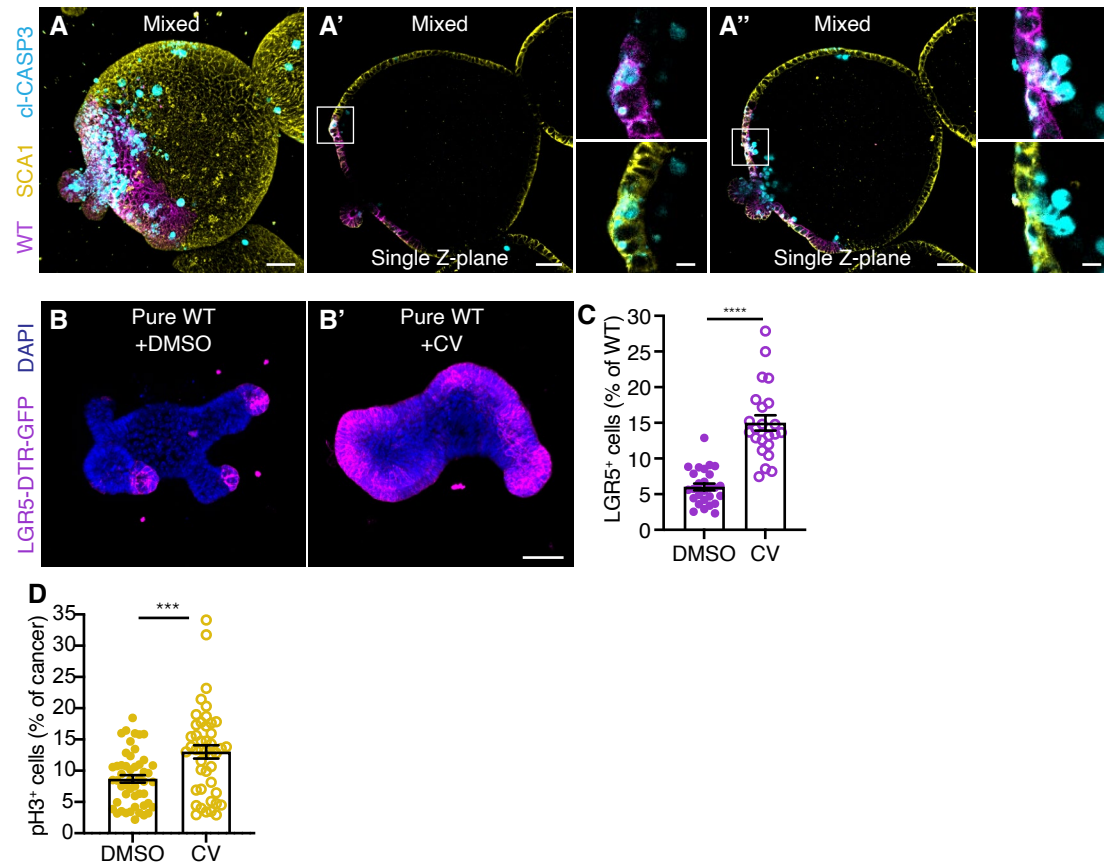 A
Mixed
WT SCA1 cl-CASP3
A'
Mixed
Single Z-plane
A''
Mixed
Single Z-plane
B
Pure WT
+DMSO
LGR5-DTR-GFP DAPI
B'
Pure WT
+CV
C
****
LGR5⁺ cells (% of WT)
30
25
20
15
10
5
0
DMSO
CV
D
***
pH3⁺ cells (% of cancer)
35
30
25
20
15
10
5
0
DMSO
CV